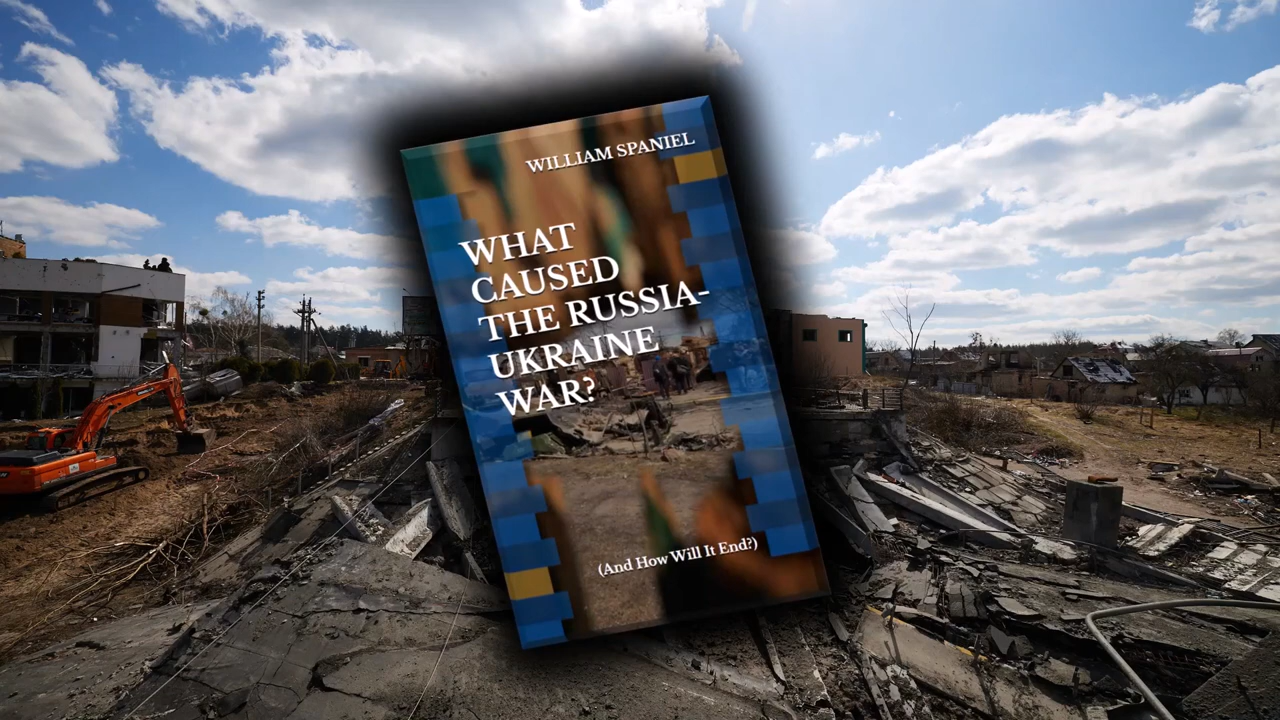 WILLIAM SPANIEL
WHAT
CAUSED
THE RUSSIA-
UKRAINE
WAR?
(And How Will It End?)